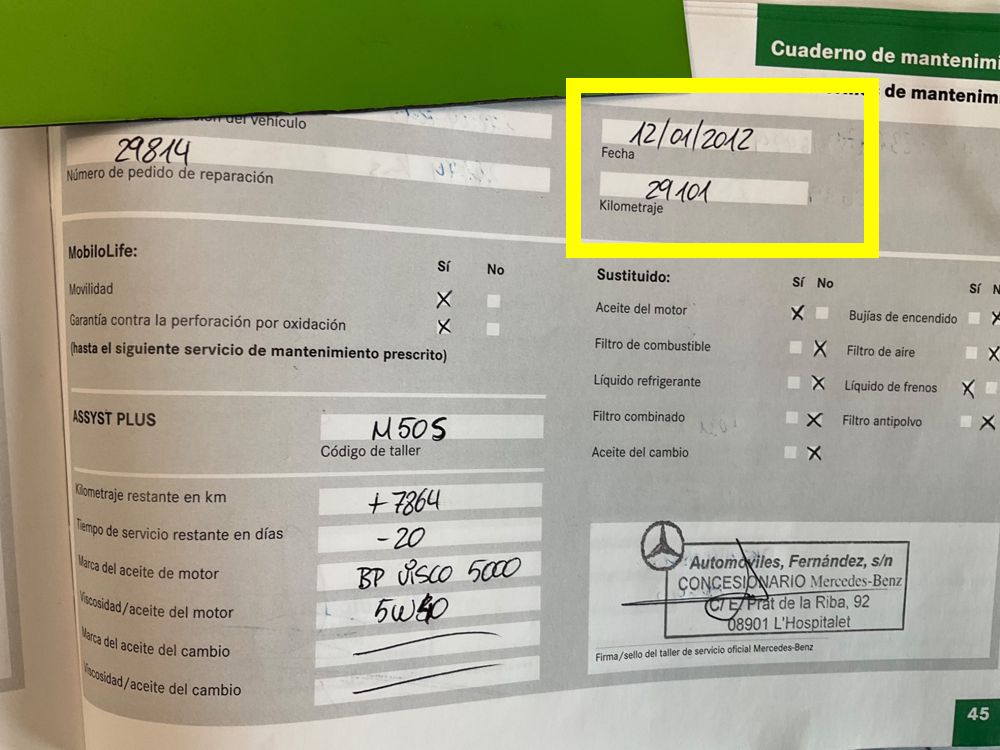 Cuaderno de mantenimi
de mantenim
del vehículo
29814
Número de pedido de reparación
12/01/2012
Fecha
29101
Kilometraje
MobiloLife:
Sí No
Movilidad
Garantía contra la perforación por oxidación
(hasta el siguiente servicio de mantenimiento prescrito)
ASSYST PLUS
M50S
Código de taller
Kilometraje restante en km +7864
Tiempo de servicio restante en días -20
Marca del aceite de motor BP VISCO 5000
Viscosidad/aceite del motor 5W40
Marca del aceite del cambio
Viscosidad/aceite del cambio
Sustituido:
Sí No Sí N
Aceite del motor Bujías de encendido
Filtro de combustible Filtro de aire
Líquido refrigerante Líquido de frenos
Filtro combinado Filtro antipolvo
Aceite del cambio
Automóviles, Fernández, s/n
CONCESIONARIO Mercedes-Benz
C/ E. Prat de la Riba, 92
08901 L'Hospitalet
Firma/sello del taller de servicio oficial Mercedes-Benz
45